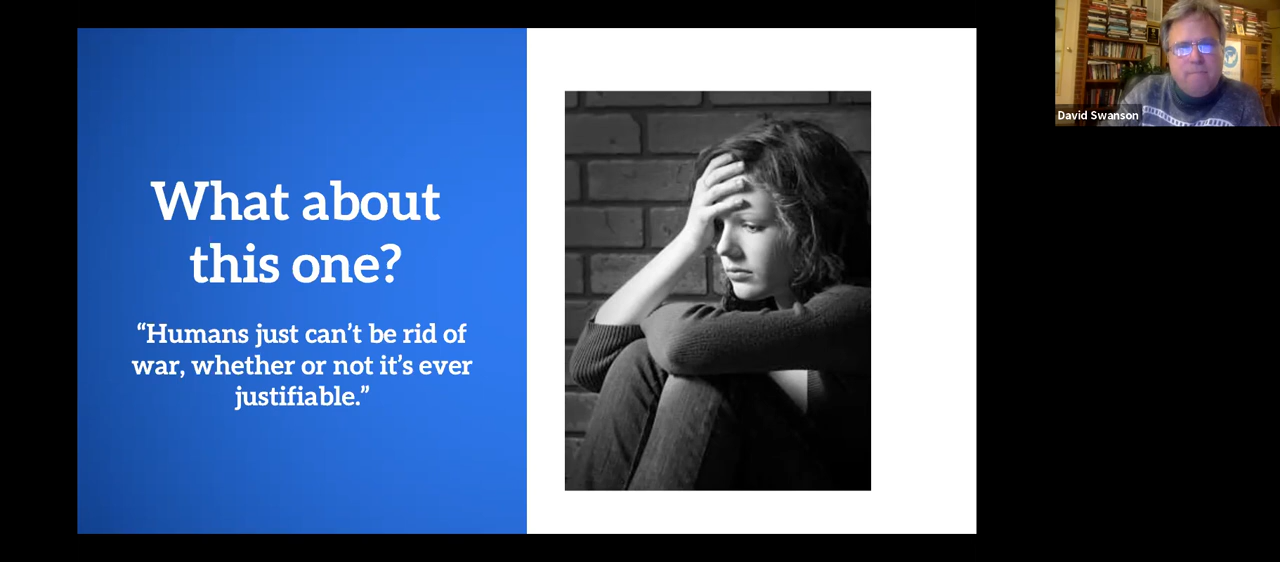 What about
this one?
“Humans just can’t be rid of
war, whether or not it’s ever
justifiable.”
David Swanson